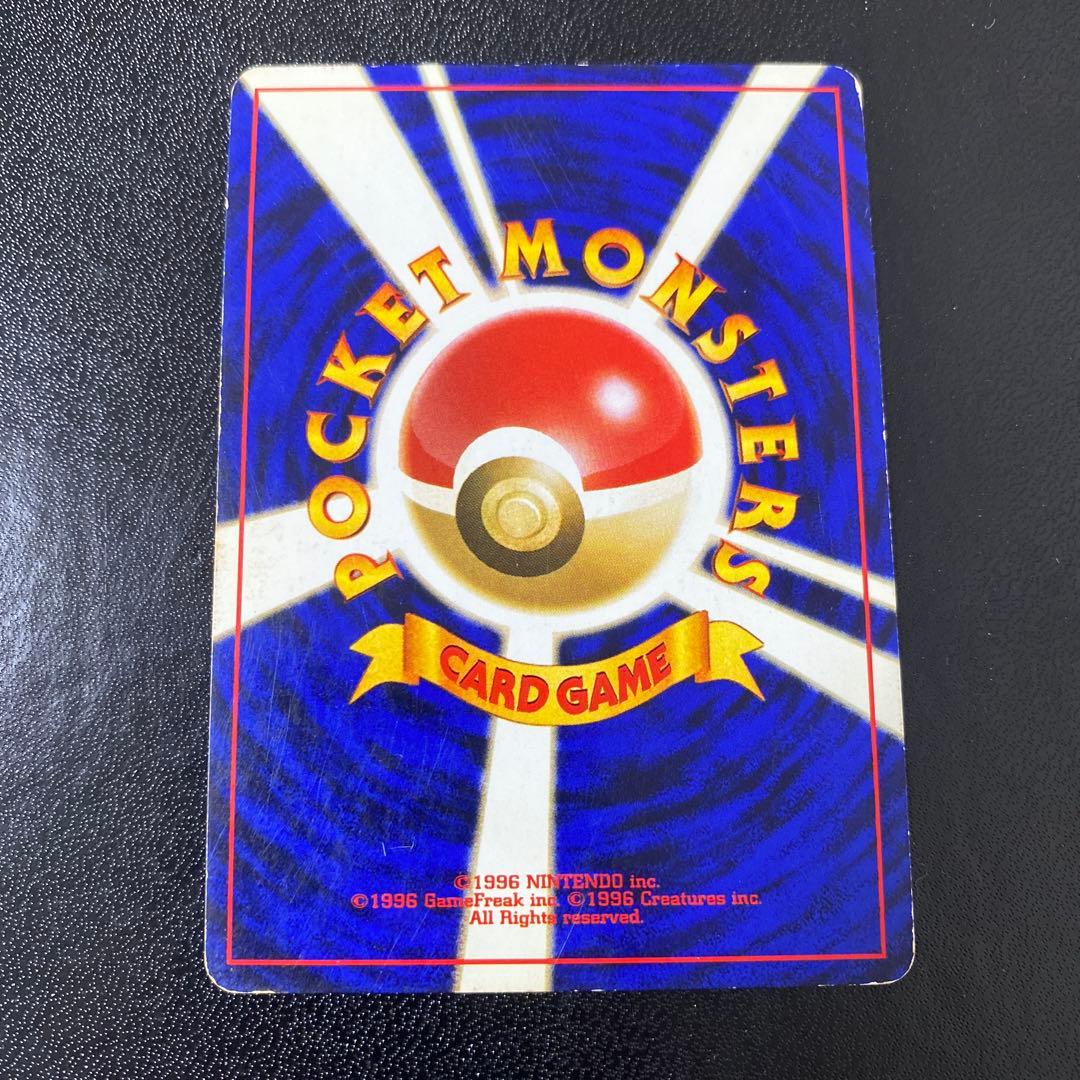 POCKET MONSTERS
CARD GAME
©1996 NINTENDO inc.
©1996 GameFreak inc. ©1996 Creatures inc.
All Rights reserved.